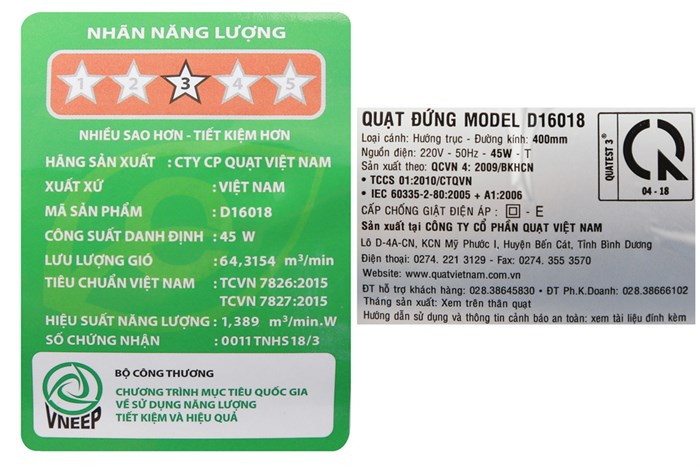 NHÃN NĂNG LƯỢNG
1 2 3 4 5
NHIỀU SAO HƠN - TIẾT KIỆM HƠN
HÃNG SẢN XUẤT : CTY CP QUẠT VIỆT NAM
XUẤT XỨ : VIỆT NAM
MÃ SẢN PHẨM : D16018
CÔNG SUẤT DANH ĐỊNH : 45 W
LƯU LƯỢNG GIÓ : 64,3154 m³/min
TIÊU CHUẨN VIỆT NAM : TCVN 7826:2015
TCVN 7827:2015
HIỆU SUẤT NĂNG LƯỢNG : 1,389 m³/min.W
SỐ CHỨNG NHẬN : 0011TNHS18/3
VNEEP
BỘ CÔNG THƯƠNG
CHƯƠNG TRÌNH MỤC TIÊU QUỐC GIA
VỀ SỬ DỤNG NĂNG LƯỢNG
TIẾT KIỆM VÀ HIỆU QUẢ
QUẠT ĐỨNG MODEL D16018
Loại cánh: Hướng trục - Đường kính: 400mm
Nguồn điện: 220V - 50Hz - 45W - T
Sản xuất theo: QCVN 4: 2009/BKHCN
• TCCS 01:2010/CTQVN
• IEC 60335-2-80:2005 + A1:2006
CẤP CHỐNG GIẬT ĐIỆN ÁP : - E
Sản xuất tại CÔNG TY CỔ PHẦN QUẠT VIỆT NAM
Lô D-4A-CN, KCN Mỹ Phước I, Huyện Bến Cát, Tỉnh Bình Dương
Điện thoại: 0274. 221 3129 - Fax: 0274. 355 3570
Website: www.quatvietnam.com.vn
ĐT hỗ trợ khách hàng: 028.38645830 • ĐT Ph.K.Doanh: 028.38666102
Tháng sản xuất: Xem trên thân quạt
Hướng dẫn sử dụng và thông tin cảnh báo an toàn: xem tài liệu đính kèm
QUATEST 3®
04 - 18